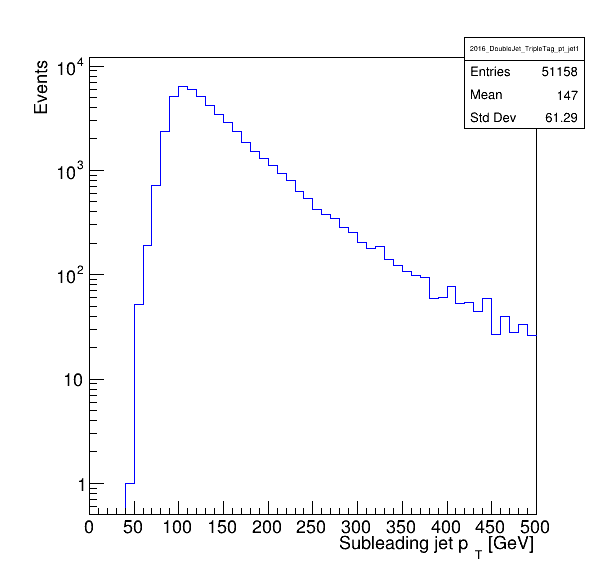 2016_DoubleJet_TripleTag_pt_jet1
Entries 51158
Mean 147
Std Dev 61.29
Events
10^4
10^3
10^2
10
1
0 50 100 150 200 250 300 350 400 450 500
Subleading jet p_T [GeV]